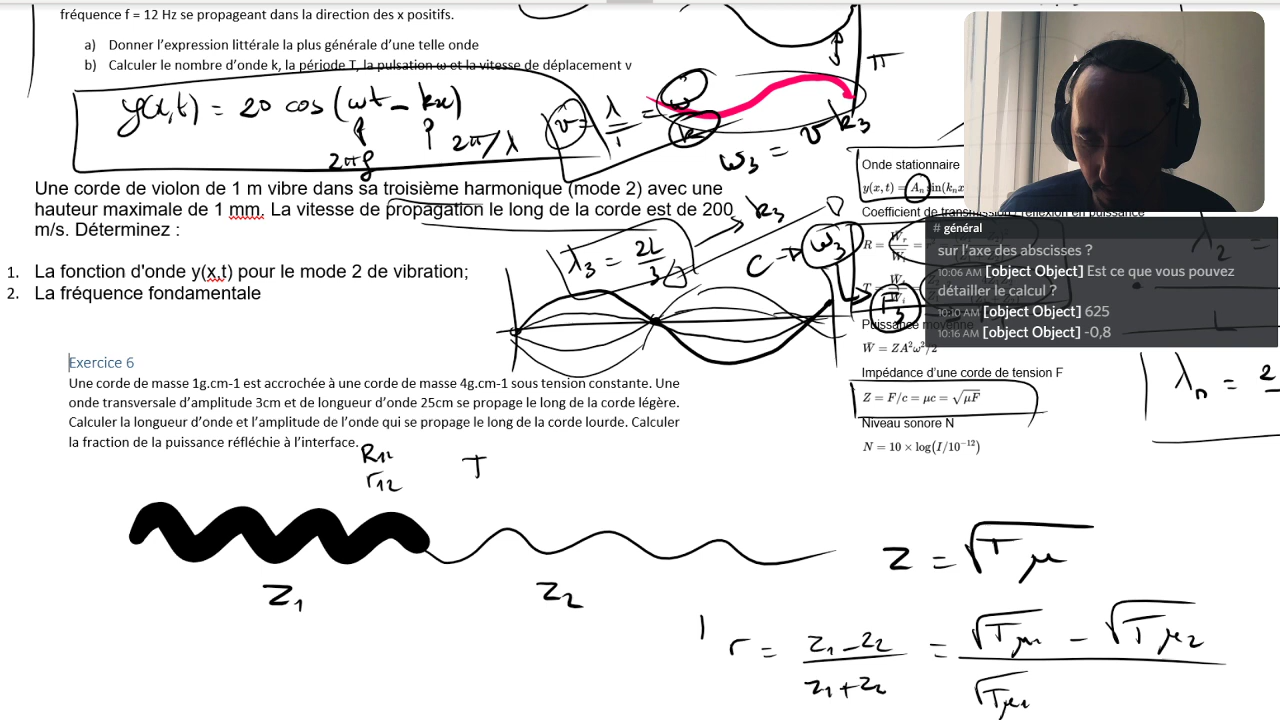 fréquence f = 12 Hz se propageant dans la direction des x positifs.
a) Donner l'expression littérale la plus générale d'une telle onde
b) Calculer le nombre d'onde k, la période T, la pulsation ω et la vitesse de déplacement v
y(x,t) = 20 cos (ωt - kx)
2πf
2π/λ
π
ω3 = v k3
Une corde de violon de 1 m vibre dans sa troisième harmonique (mode 2) avec une
hauteur maximale de 1 mm. La vitesse de propagation le long de la corde est de 200
m/s. Déterminez :
1. La fonction d'onde y(x,t) pour le mode 2 de vibration;
2. La fréquence fondamentale
λ3 = 2L/3
k3
ω3
F3
Onde stationnaire
y(x, t) = An sin(knx
Coefficient de transmission / réflexion en puissance
Puissance moyenne
W = ZA²ω²/2
Impédance d'une corde de tension F
Z = F/c = μc = √μF
Niveau sonore N
N = 10 × log(I/10⁻¹²)
# général
sur l'axe des abscisses ?
10:06 AM [object Object] Est ce que vous pouvez
détailler le calcul ?
10:10 AM [object Object] 625
10:16 AM [object Object] -0,8
λ2 =
L
λn = 2
Exercice 6
Une corde de masse 1g.cm-1 est accrochée à une corde de masse 4g.cm-1 sous tension constante. Une
onde transversale d'amplitude 3cm et de longueur d'onde 25cm se propage le long de la corde légère.
Calculer la longueur d'onde et l'amplitude de l'onde qui se propage le long de la corde lourde. Calculer
la fraction de la puissance réfléchie à l'interface.
R12
r12
T
Z1
Z2
Z = √Tμ
r = (Z1 - Z2)/(Z1 + Z2) = (√Tμ1 - √Tμ2)/√Tμ1